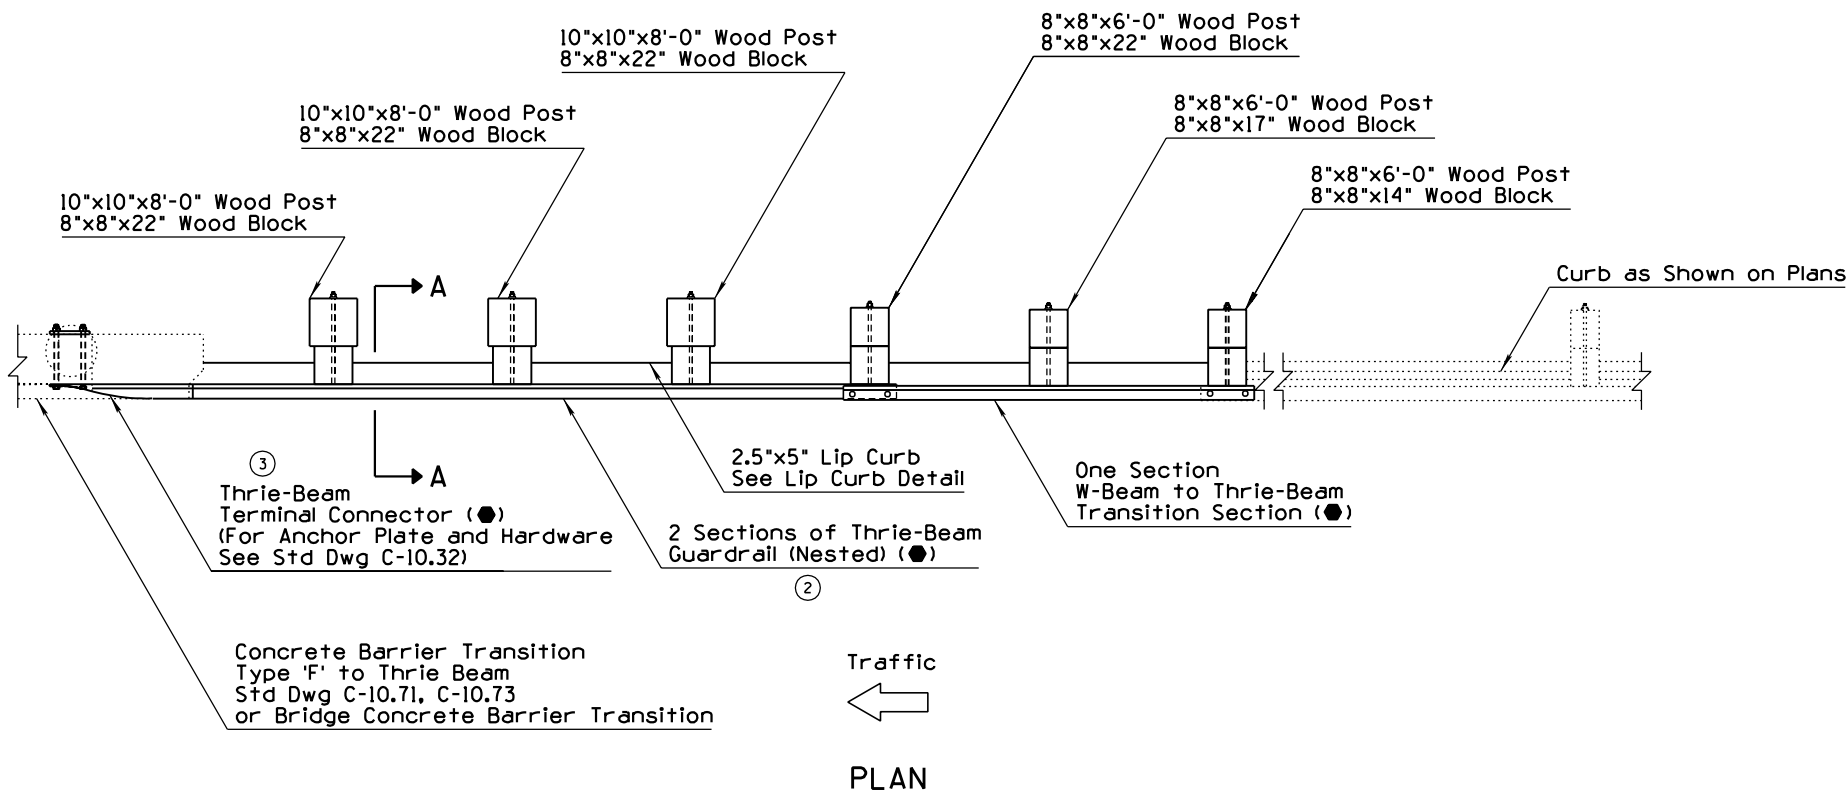 8"x8"x6'-0" Wood Post
8"x8"x22" Wood Block
10"x10"x8'-0" Wood Post
8"x8"x22" Wood Block
10"x10"x8'-0" Wood Post
8"x8"x22" Wood Block
8"x8"x6'-0" Wood Post
8"x8"x17" Wood Block
8"x8"x6'-0" Wood Post
8"x8"x14" Wood Block
10"x10"x8'-0" Wood Post
8"x8"x22" Wood Block
Curb as Shown on Plans
A
A
2.5"x5" Lip Curb
See Lip Curb Detail
3
Thrie-Beam
Terminal Connector (⬣)
(For Anchor Plate and Hardware
See Std Dwg C-10.32)
One Section
W-Beam to Thrie-Beam
Transition Section (⬣)
2 Sections of Thrie-Beam
Guardrail (Nested) (⬣)
2
Concrete Barrier Transition
Type 'F' to Thrie Beam
Std Dwg C-10.71, C-10.73
or Bridge Concrete Barrier Transition
Traffic
PLAN